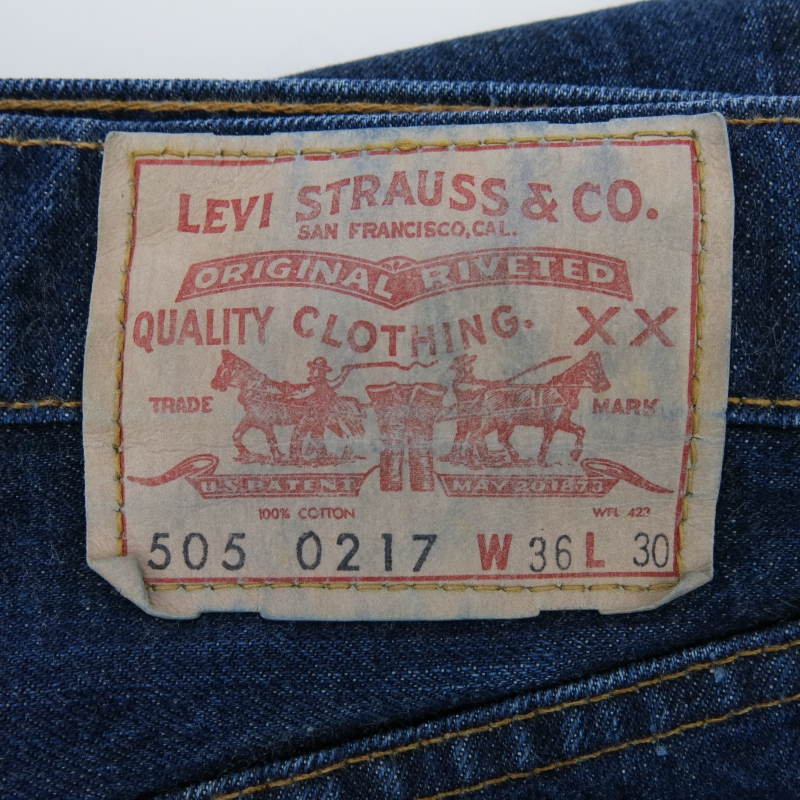 LEVI STRAUSS & CO.
SAN FRANCISCO, CAL.
ORIGINAL RIVETED
QUALITY CLOTHING. XX
TRADE MARK
U.S. PATENT MAY 20 1873
100% COTTON WPL 423
505 0217 W 36 L 30